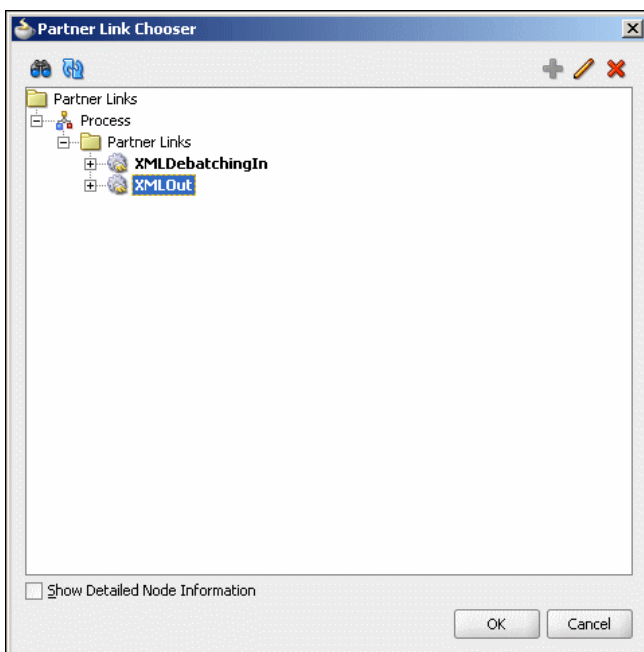 Partner Link Chooser
Partner Links
Process
Partner Links
XMLDebatchingIn
XMLOut
Show Detailed Node Information
OK Cancel